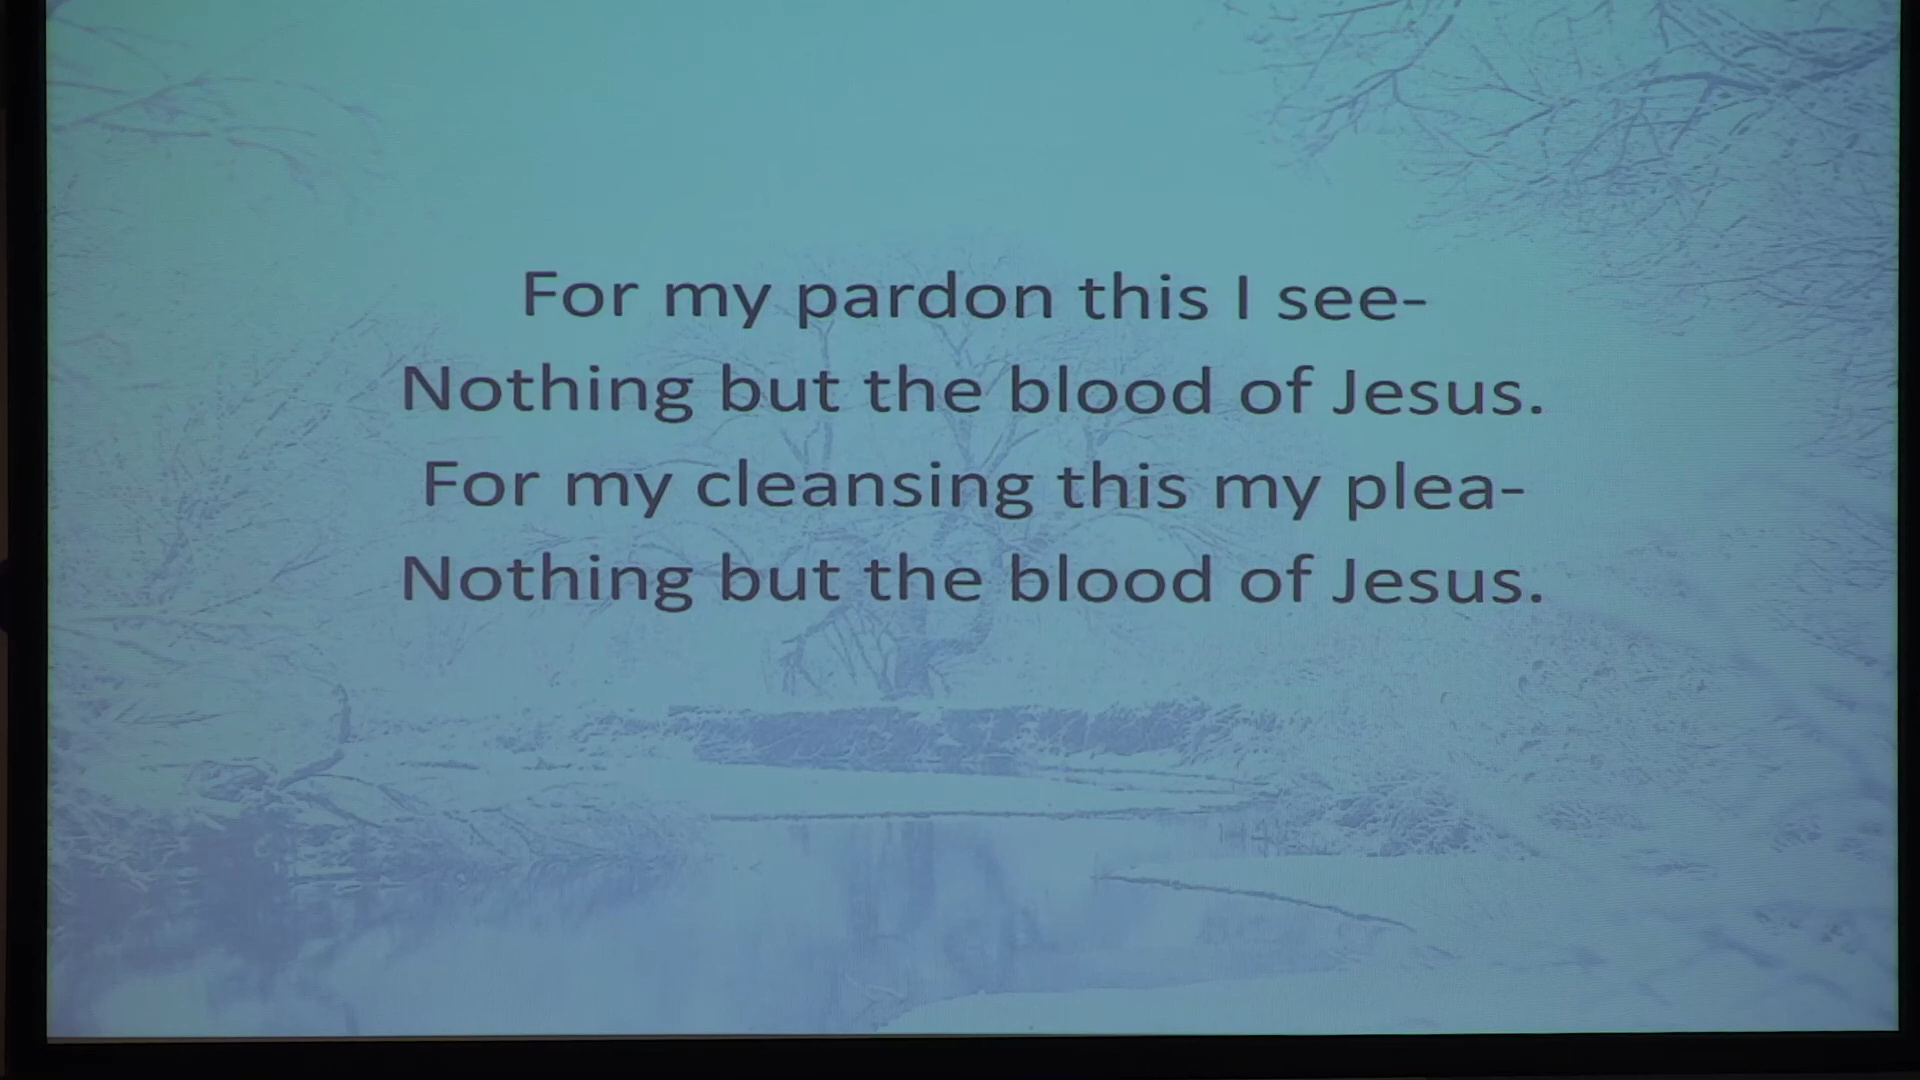 For my pardon this I see-
Nothing but the blood of Jesus.
For my cleansing this my plea-
Nothing but the blood of Jesus.